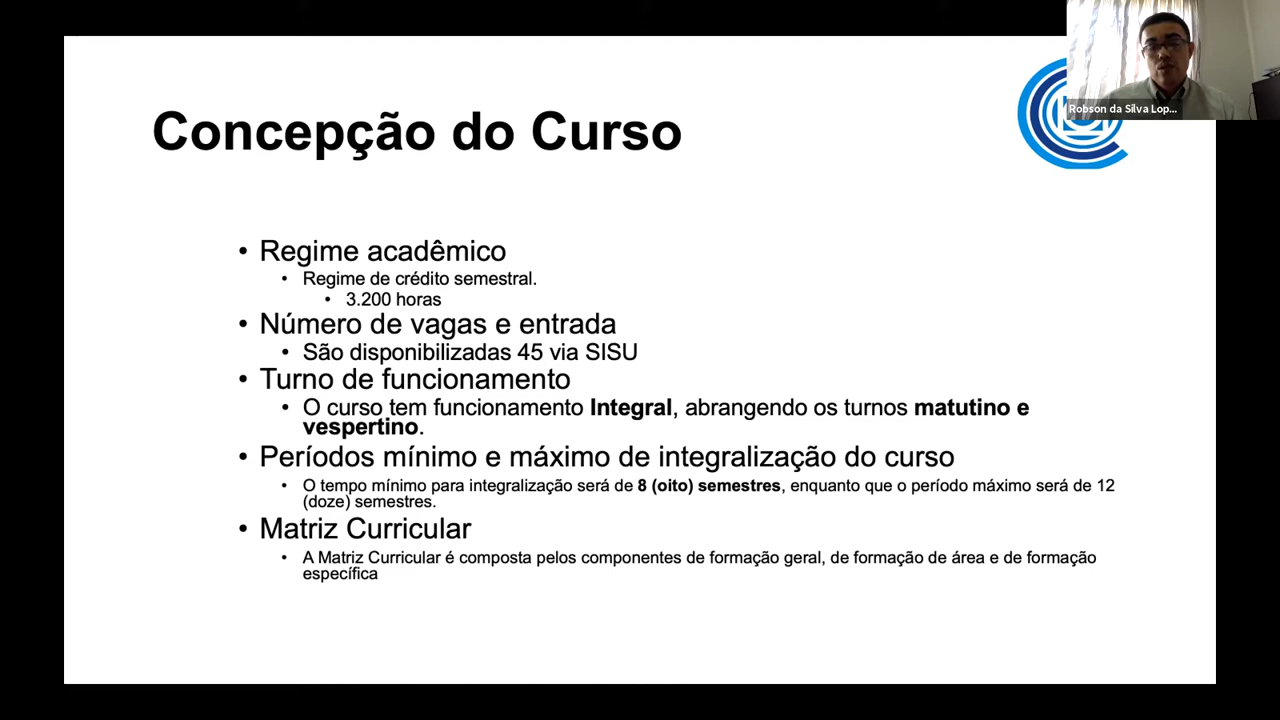 Robson da Silva Lop...
Concepção do Curso
• Regime acadêmico
• Regime de crédito semestral.
• 3.200 horas
• Número de vagas e entrada
• São disponibilizadas 45 via SISU
• Turno de funcionamento
• O curso tem funcionamento Integral, abrangendo os turnos matutino e
vespertino.
• Períodos mínimo e máximo de integralização do curso
• O tempo mínimo para integralização será de 8 (oito) semestres, enquanto que o período máximo será de 12
(doze) semestres.
• Matriz Curricular
• A Matriz Curricular é composta pelos componentes de formação geral, de formação de área e de formação
específica